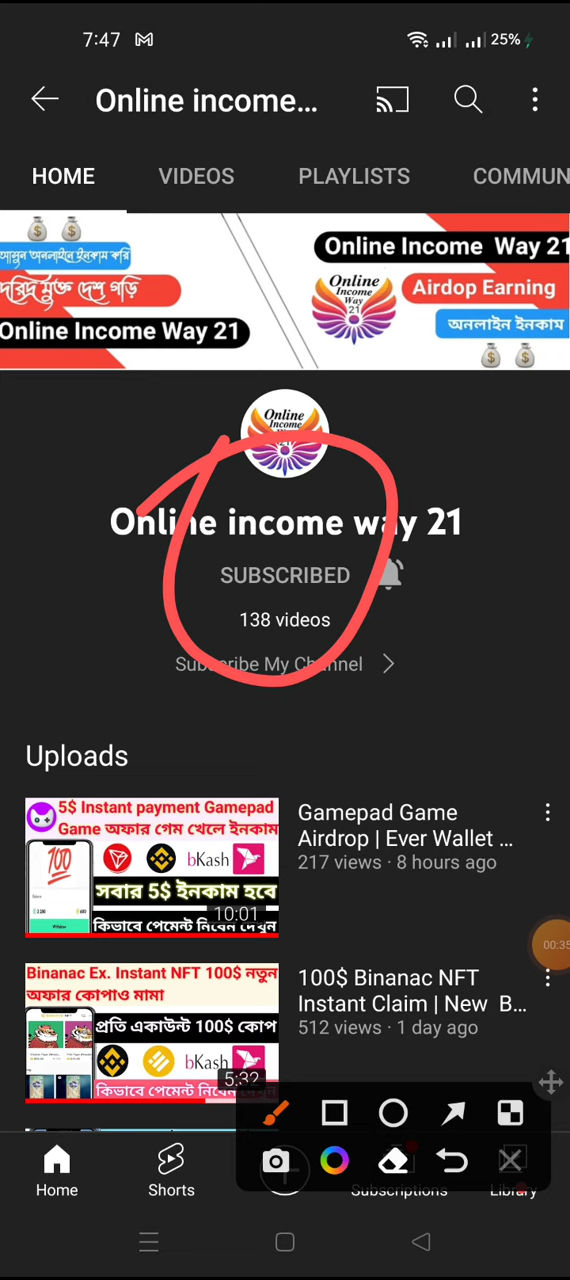 7:47
25%
Online income...
HOME VIDEOS PLAYLISTS COMMUN
আসুন অনলাইনে ইনকাম করি
দরিদ্র মুক্ত দেশ গড়ি
Online Income Way 21
Online Income Way 21
Online
Income
Way
21
Airdop Earning
অনলাইন ইনকাম
Online
Income
Online income way 21
SUBSCRIBED
138 videos
Subscribe My Channel
Uploads
5$ Instant payment Gamepad
Game অফার গেম খেলে ইনকাম
100
bKash
সবার 5$ ইনকাম হবে
10:01
কিভাবে পেমেন্ট নিবেন দেখুন
Gamepad Game
Airdrop | Ever Wallet ...
217 views · 8 hours ago
00:35
Binanac Ex. Instant NFT 100$ নতুন
অফার কোপাও মামা
প্রতি একাউন্ট 100$ কোপ
bKash
5:32
কিভাবে পেমেন্ট নিবেন
100$ Binanac NFT
Instant Claim | New B...
512 views · 1 day ago
Home Shorts Subscriptions Library